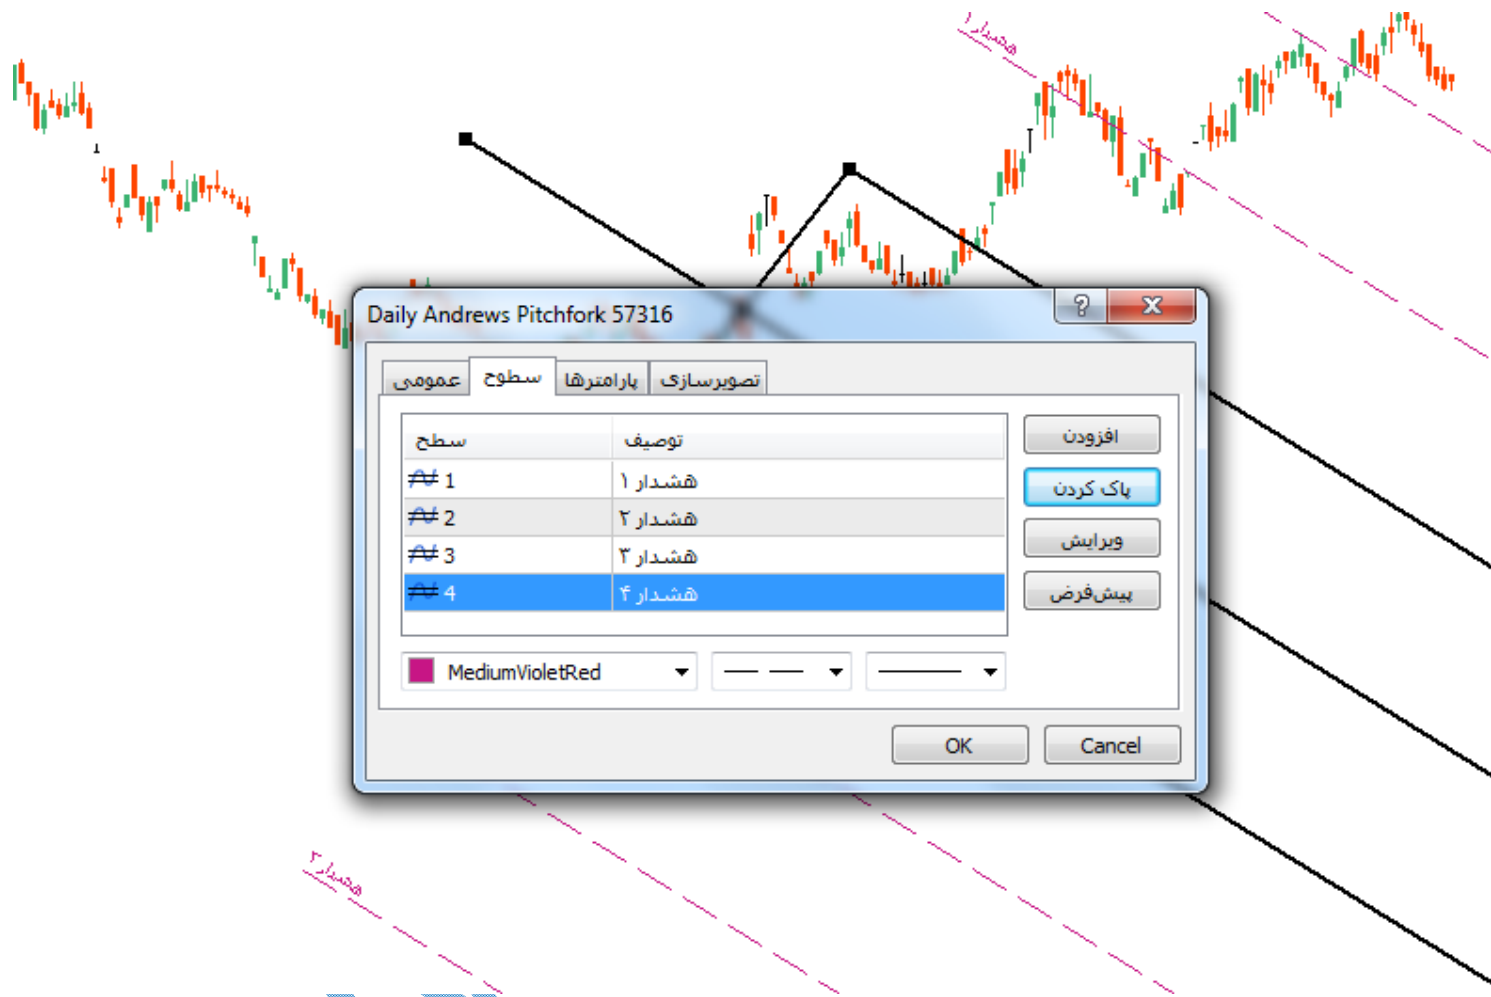 هشدار ۱
Daily Andrews Pitchfork 57316
عمومی سطوح پارامترها تصویرسازی
سطح توصیف
1 هشدار ۱
2 هشدار ۲
3 هشدار ۳
4 هشدار ۴
افزودن
پاک کردن
ویرایش
پیش‌فرض
MediumVioletRed
OK Cancel
هشدار ۲